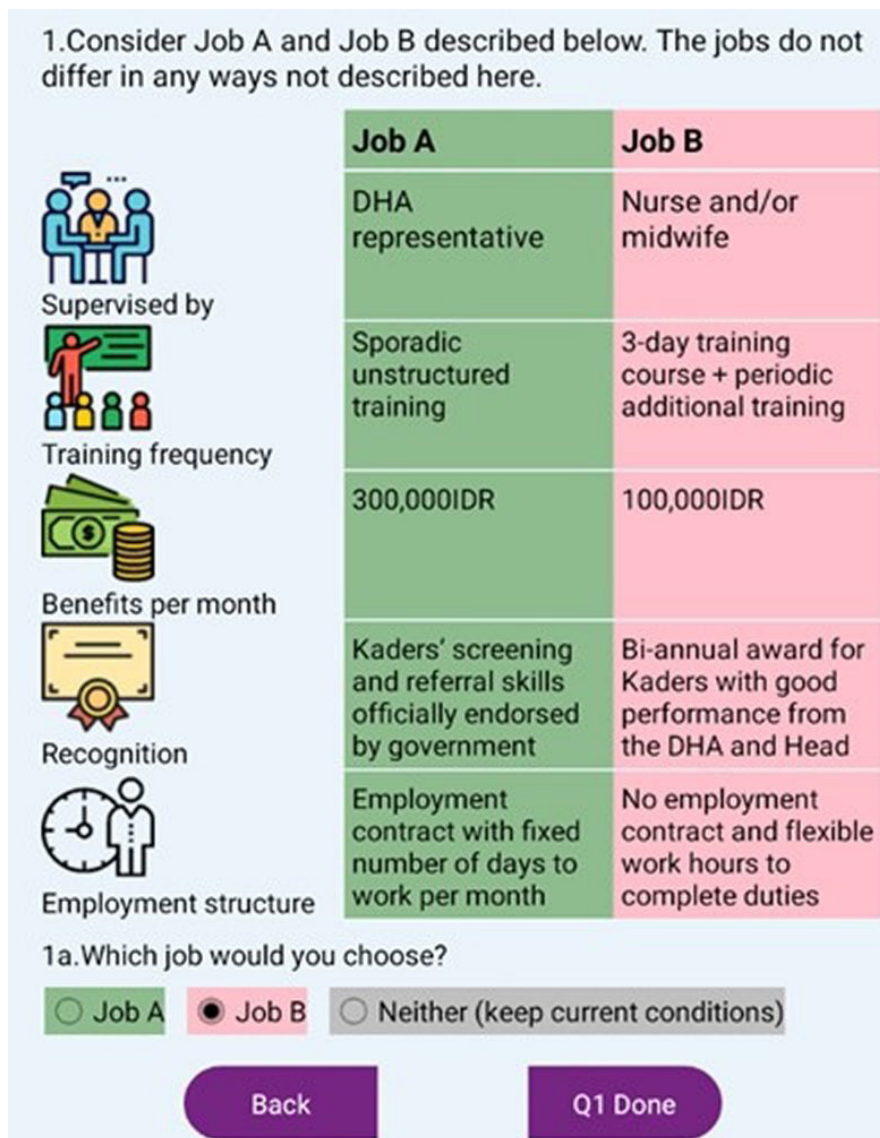 1.Consider Job A and Job B described below. The jobs do not
differ in any ways not described here.
Job A
Job B
Supervised by
DHA
representative
Nurse and/or
midwife
Training frequency
Sporadic
unstructured
training
3-day training
course + periodic
additional training
Benefits per month
300,000IDR
100,000IDR
Recognition
Kaders' screening
and referral skills
officially endorsed
by government
Bi-annual award for
Kaders with good
performance from
the DHA and Head
Employment structure
Employment
contract with fixed
number of days to
work per month
No employment
contract and flexible
work hours to
complete duties
1a.Which job would you choose?
Job A
Job B
Neither (keep current conditions)
Back
Q1 Done